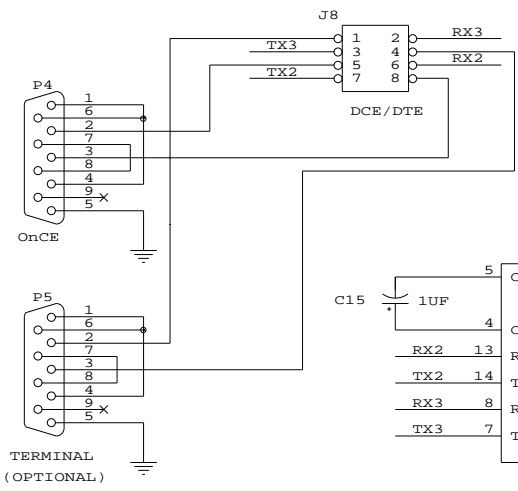 J8
1 2 RX3
TX3 3 4
5 6 RX2
TX2 7 8
DCE/DTE
P4
1
6
2
7
3
8
4
9
5
OnCE
P5
1
6
2
7
3
8
4
9
5
TERMINAL
(OPTIONAL)
5
C15 + 1UF
4
RX2 13 R
TX2 14 T
RX3 8 R
TX3 7 T